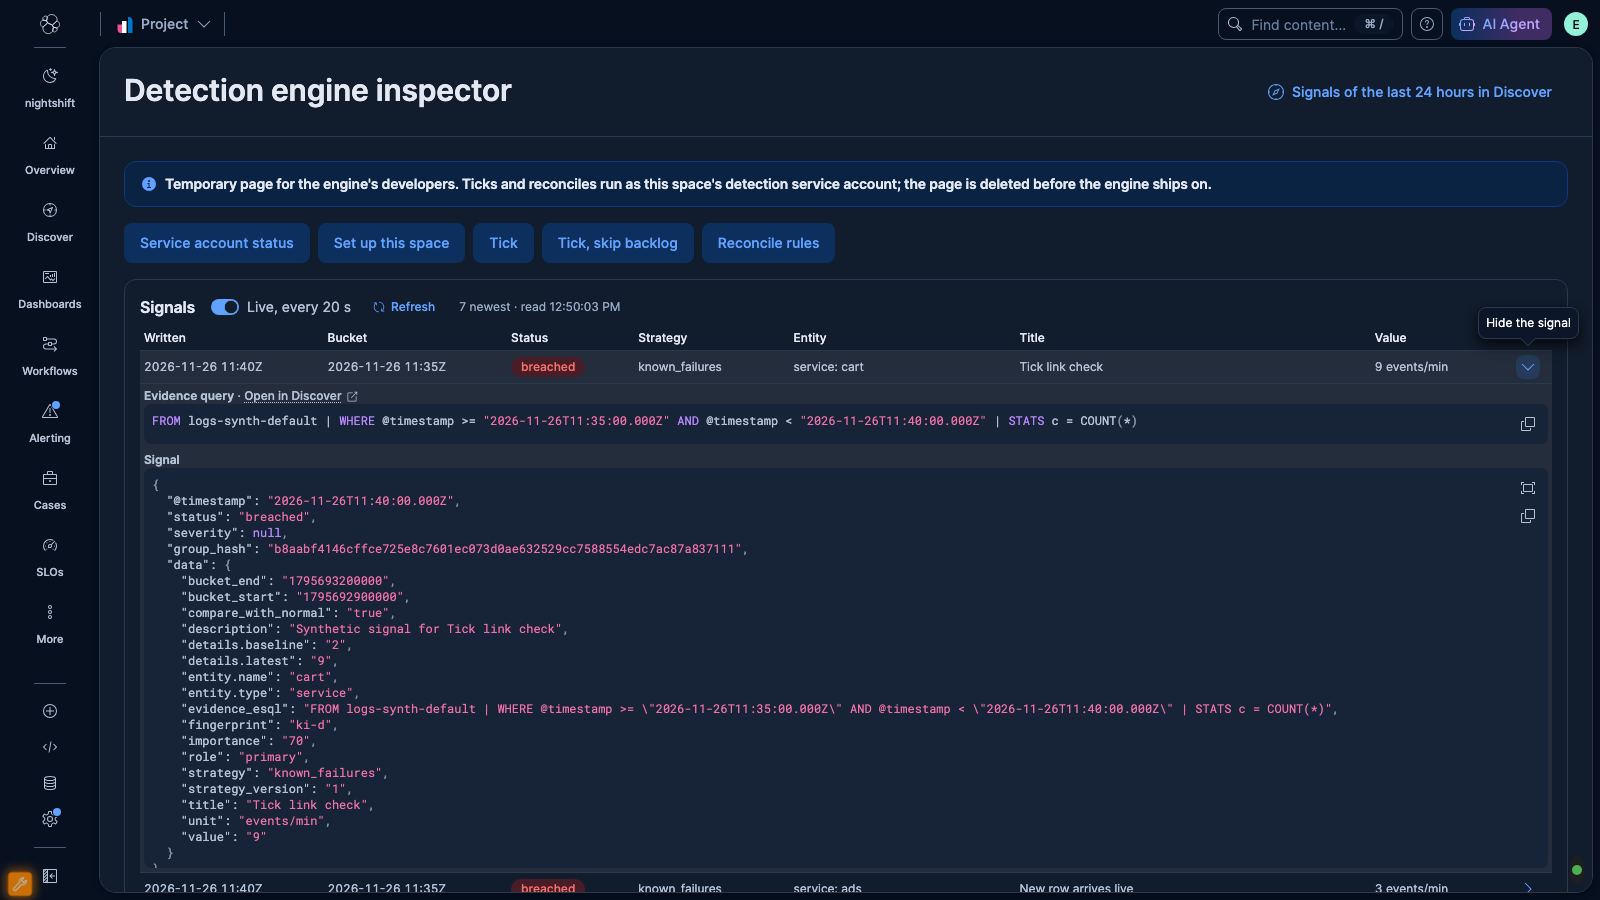 Project
Find content...
⌘ /
AI Agent
E
nightshift
Overview
Discover
Dashboards
Workflows
Alerting
Cases
SLOs
More
Detection engine inspector
Signals of the last 24 hours in Discover
Temporary page for the engine's developers. Ticks and reconciles run as this space's detection service account; the page is deleted before the engine ships on.
Service account status
Set up this space
Tick
Tick, skip backlog
Reconcile rules
Signals
Live, every 20 s
Refresh
7 newest · read 12:50:03 PM
Hide the signal
Written Bucket Status Strategy Entity Title Value
2026-11-26 11:40Z 2026-11-26 11:35Z breached known_failures service: cart Tick link check 9 events/min
Evidence query · Open in Discover
FROM logs-synth-default | WHERE @timestamp >= "2026-11-26T11:35:00.000Z" AND @timestamp < "2026-11-26T11:40:00.000Z" | STATS c = COUNT(*)
Signal
{
"@timestamp": "2026-11-26T11:40:00.000Z",
"status": "breached",
"severity": null,
"group_hash": "b8aabf4146cffce725e8c7601ec073d0ae632529cc7588554edc7ac87a837111",
"data": {
"bucket_end": "1795693200000",
"bucket_start": "1795692900000",
"compare_with_normal": "true",
"description": "Synthetic signal for Tick link check",
"details.baseline": "2",
"details.latest": "9",
"entity.name": "cart",
"entity.type": "service",
"evidence_esql": "FROM logs-synth-default | WHERE @timestamp >= \"2026-11-26T11:35:00.000Z\" AND @timestamp < \"2026-11-26T11:40:00.000Z\" | STATS c = COUNT(*)",
"fingerprint": "ki-d",
"importance": "70",
"role": "primary",
"strategy": "known_failures",
"strategy_version": "1",
"title": "Tick link check",
"unit": "events/min",
"value": "9"
}
2026-11-26 11:40Z 2026-11-26 11:35Z breached known_failures service: ads New row arrives live 3 events/min